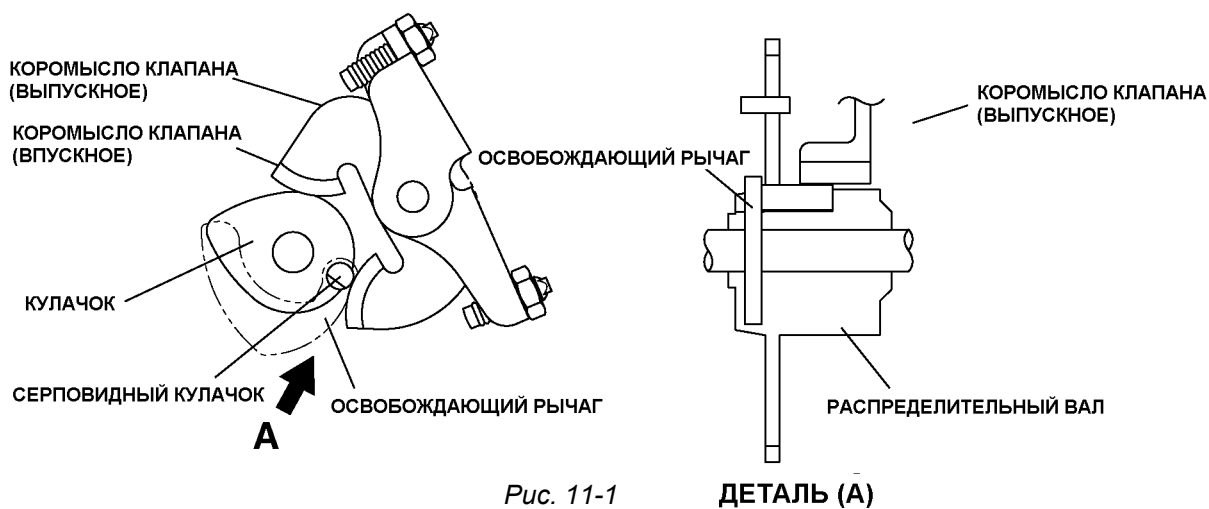 КОРОМЫСЛО КЛАПАНА
(ВЫПУСКНОЕ)
КОРОМЫСЛО КЛАПАНА
(ВПУСКНОЕ)
КУЛАЧОК
СЕРПОВИДНЫЙ КУЛАЧОК
A
ОСВОБОЖДАЮЩИЙ РЫЧАГ
ОСВОБОЖДАЮЩИЙ РЫЧАГ
КОРОМЫСЛО КЛАПАНА
(ВЫПУСКНОЕ)
РАСПРЕДЕЛИТЕЛЬНЫЙ ВАЛ
Рис. 11-1
ДЕТАЛЬ (А)